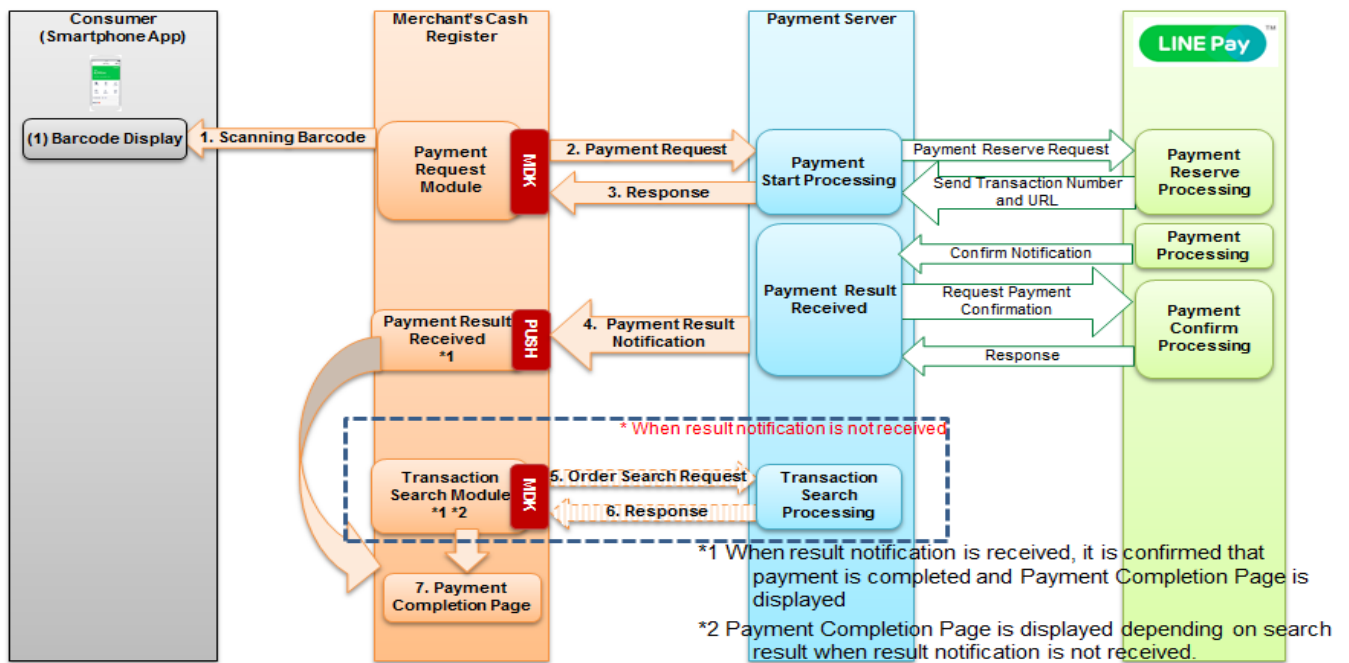 Consumer
(Smartphone App)
Merchant's Cash
Register
Payment Server
LINE Pay
TM
(1) Barcode Display
1. Scanning Barcode
Payment
Request
Module
MDK
2. Payment Request
3. Response
Payment
Start Processing
Payment Reserve Request
Send Transaction Number
and URL
Payment
Reserve
Processing
Payment
Processing
Confirm Notification
Payment Result
Received
Request Payment
Confirmation
Response
Payment
Confirm
Processing
Payment Result
Received
*1
PUSH
4. Payment Result
Notification
* When result notification is not received
Transaction
Search Module
*1 *2
MDK
5. Order Search Request
6. Response
Transaction
Search
Processing
7. Payment
Completion Page
*1 When result notification is received, it is confirmed that
payment is completed and Payment Completion Page is
displayed
*2 Payment Completion Page is displayed depending on search
result when result notification is not received.